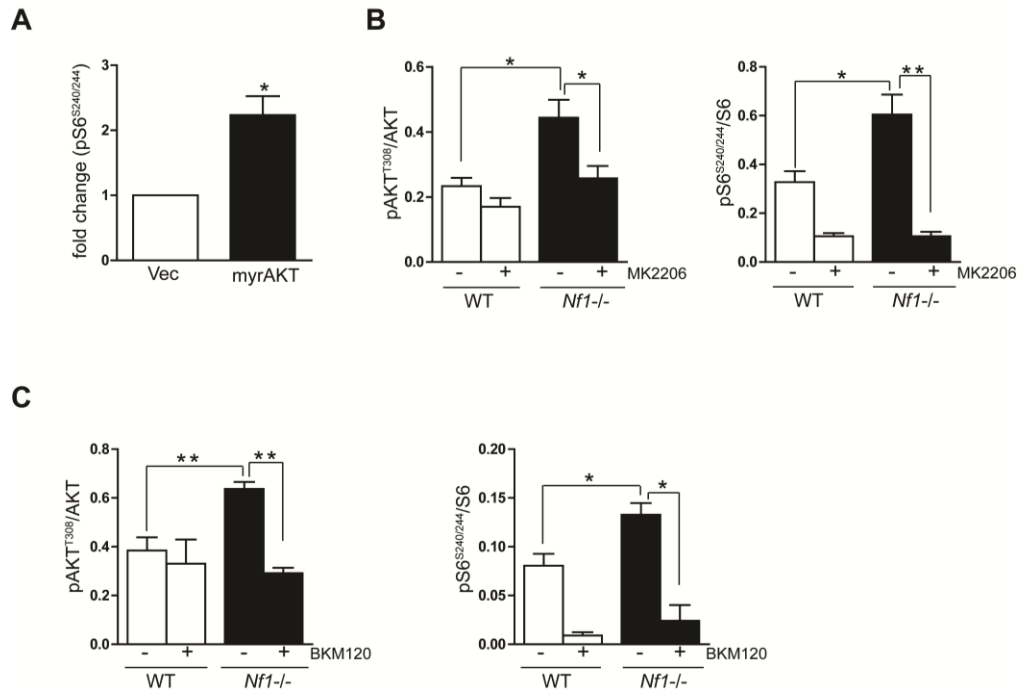 A
fold change (pS6S240/244)
3
2
1
0
*
Vec myrAKT
B
pAKTT308/AKT
0.6
0.4
0.2
0.0
* *
- + - + MK2206
WT Nf1-/-
pS6S240/244/S6
0.8
0.6
0.4
0.2
0.0
* **
- + - + MK2206
WT Nf1-/-
C
pAKTT308/AKT
0.8
0.6
0.4
0.2
0.0
** **
- + - + BKM120
WT Nf1-/-
pS6S240/244/S6
0.20
0.15
0.10
0.05
0.00
* *
- + - + BKM120
WT Nf1-/-